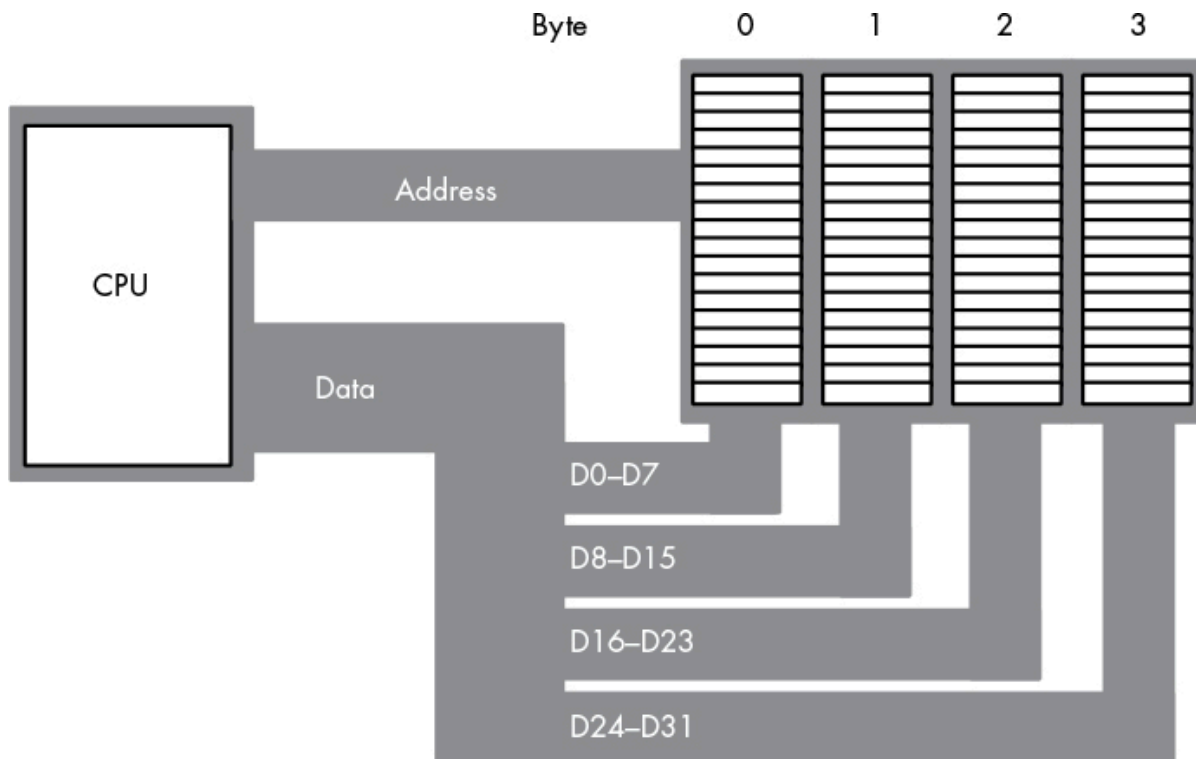 Byte 0 1 2 3
Address
CPU
Data
D0–D7
D8–D15
D16–D23
D24–D31